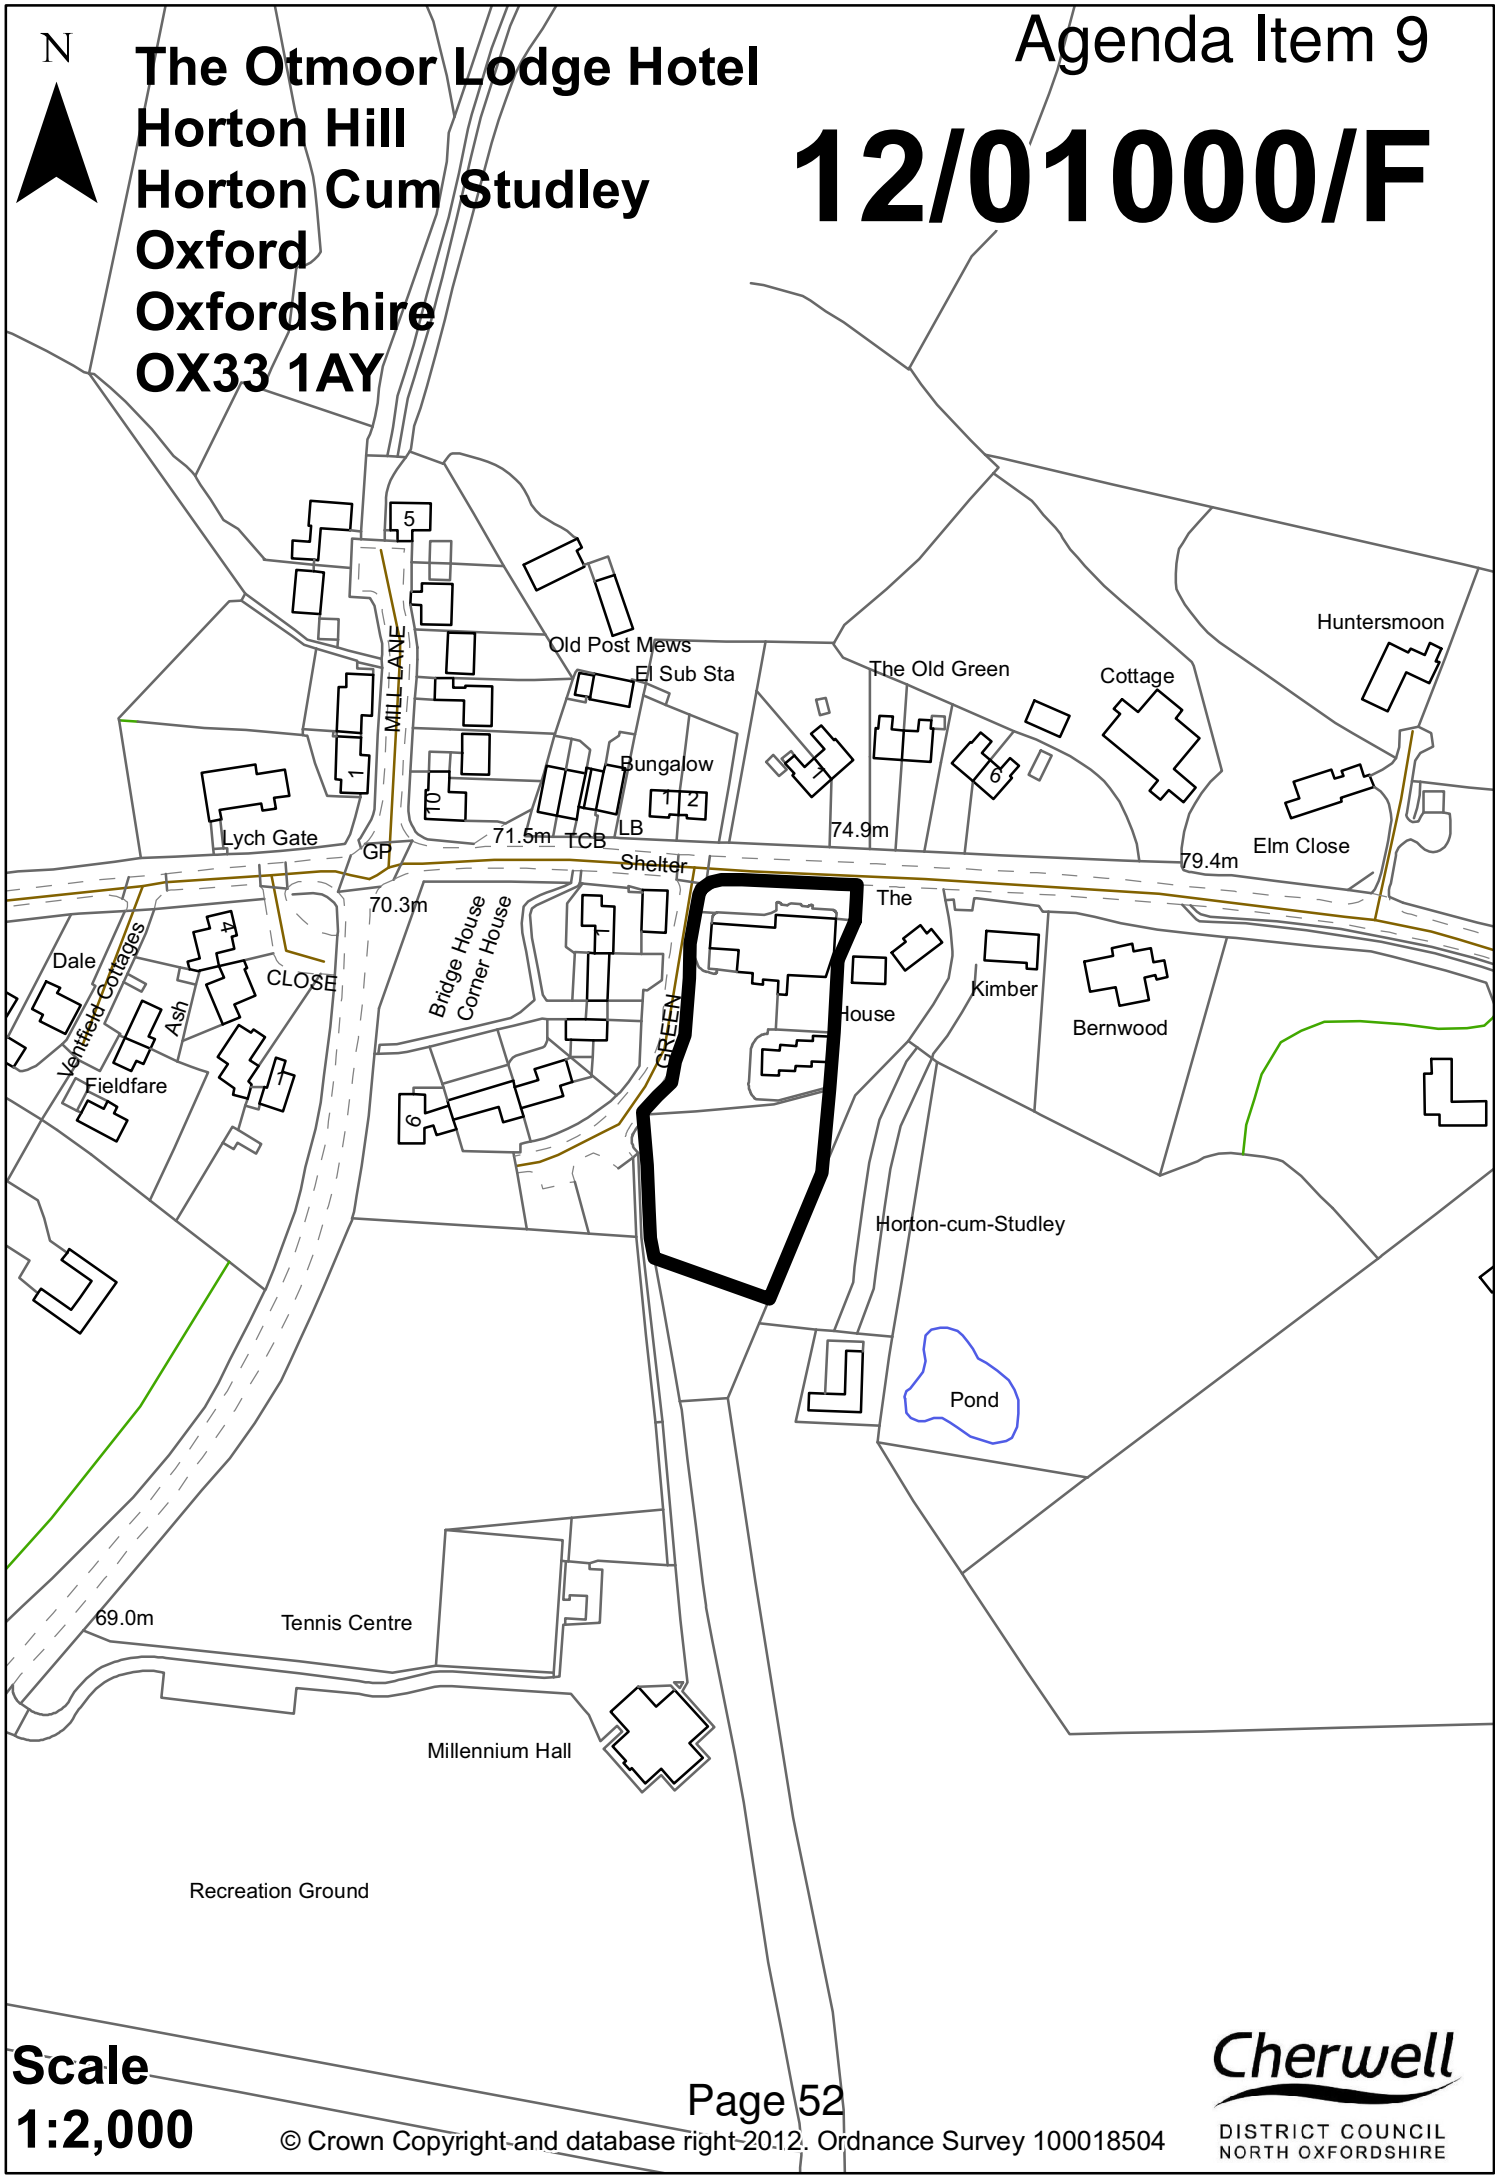 Agenda Item 9
N
The Otmoor Lodge Hotel
Horton Hill
Horton Cum Studley
Oxford
Oxfordshire
OX33 1AY
12/01000/F
5
MILL LANE
Old Post Mews
El Sub Sta
Huntersmoon
The Old Green
Cottage
1
10
Bungalow
1 2
1
6
Lych Gate
GP
71.5m
TCB
LB
Shelter
74.9m
79.4m
Elm Close
70.3m
The
4
Dale
Ventfield Cottages
Ash
CLOSE
Bridge House
Corner House
1
GREEN
House
Kimber
Bernwood
Fieldfare
1
6
Horton-cum-Studley
Pond
69.0m
Tennis Centre
Millennium Hall
Recreation Ground
Scale
1:2,000
Page 52
© Crown Copyright and database right 2012. Ordnance Survey 100018504
Cherwell
DISTRICT COUNCIL
NORTH OXFORDSHIRE